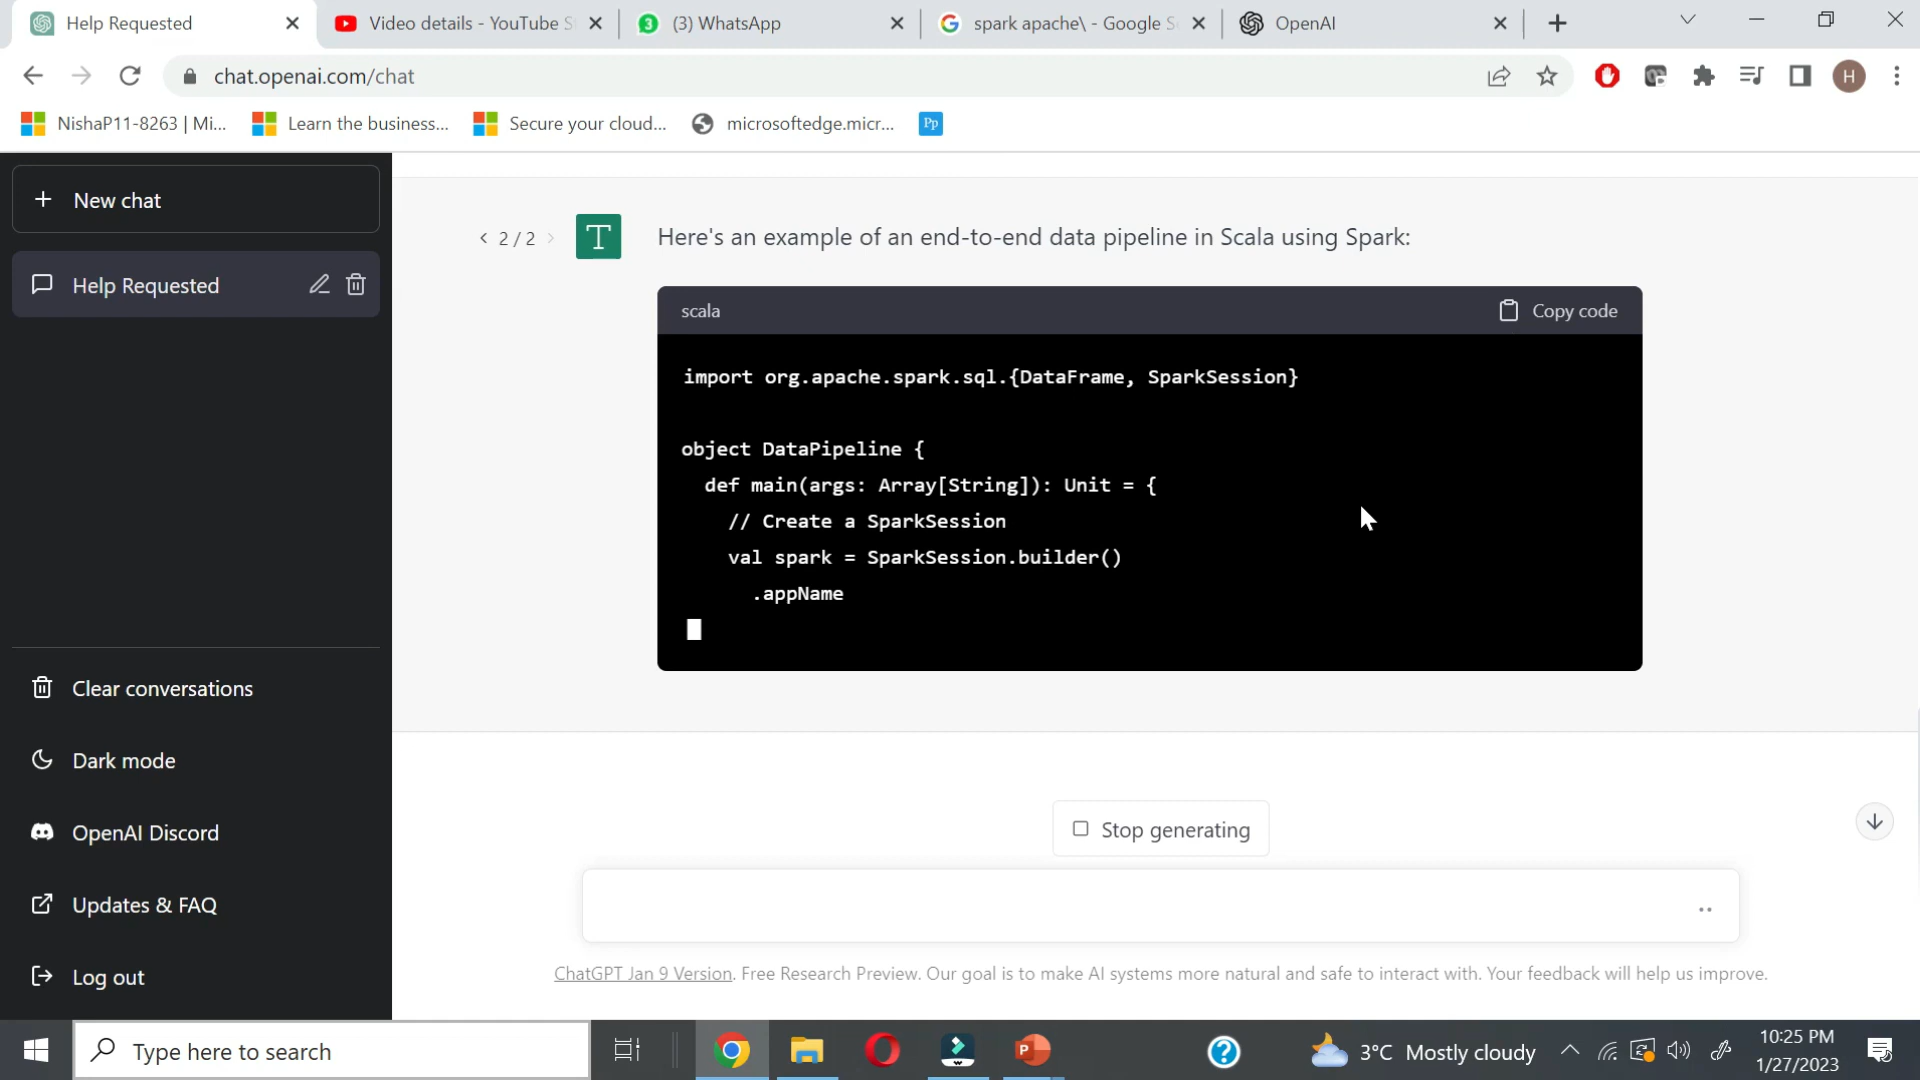 Help Requested
Video details - YouTube S
3
(3) WhatsApp
spark apache\ - Google S
OpenAI
chat.openai.com/chat
H
NishaP11-8263 | Mi...
Learn the business...
Secure your cloud...
microsoftedge.micr...
Pp
New chat
Help Requested
Clear conversations
Dark mode
OpenAI Discord
Updates & FAQ
Log out
< 2 / 2 >
T
Here's an example of an end-to-end data pipeline in Scala using Spark:
scala
Copy code
import org.apache.spark.sql.{DataFrame, SparkSession}
object DataPipeline {
def main(args: Array[String]): Unit = {
// Create a SparkSession
val spark = SparkSession.builder()
.appName
Stop generating
ChatGPT Jan 9 Version. Free Research Preview. Our goal is to make AI systems more natural and safe to interact with. Your feedback will help us improve.
Type here to search
P
?
3°C Mostly cloudy
10:25 PM
1/27/2023